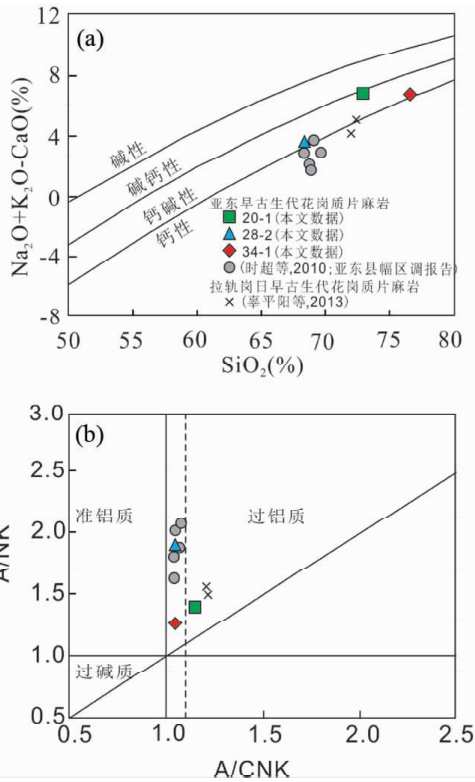 (a)
12
8
4
0
-4
-8
Na₂O+K₂O-CaO(%)
碱性
碱钙性
钙碱性
钙性
亚东早古生代花岗质片麻岩
20-1(本文数据)
28-2(本文数据)
34-1(本文数据)
(时超等,2010;亚东县幅区调报告)
拉轨岗日早古生代花岗质片麻岩
(辜平阳等,2013)
50 55 60 65 70 75 80
SiO₂(%)
(b)
3.0
2.5
2.0
1.5
1.0
0.5
A/NK
准铝质
过铝质
过碱质
0.5 1.0 1.5 2.0 2.5
A/CNK